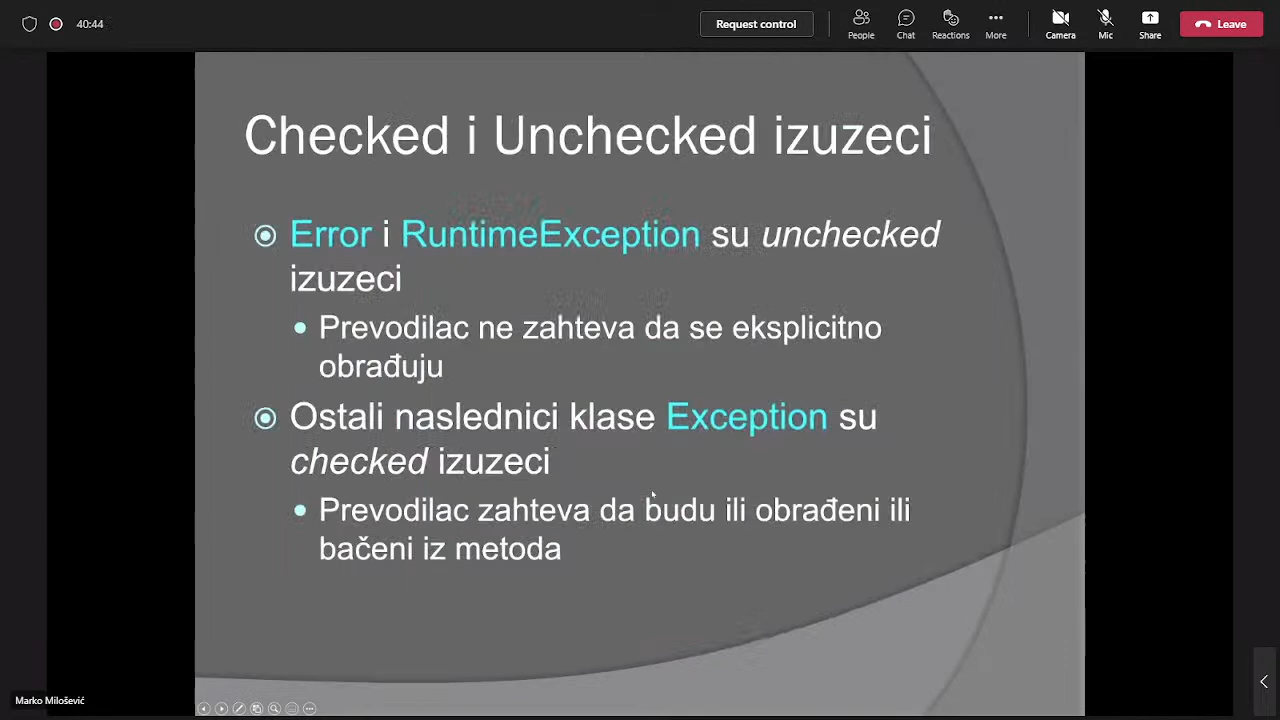 40:44
Request control
People
Chat
Reactions
More
Camera
Mic
Share
Leave
Checked i Unchecked izuzeci
Error i RuntimeException su unchecked
izuzeci
Prevodilac ne zahteva da se eksplicitno
obrađuju
Ostali naslednici klase Exception su
checked izuzeci
Prevodilac zahteva da budu ili obrađeni ili
bačeni iz metoda
Marko Milošević